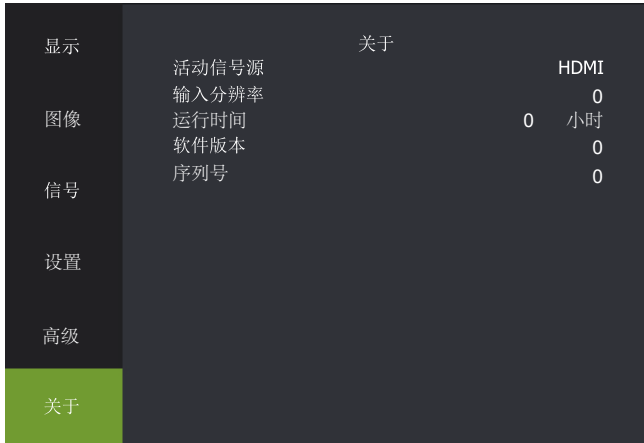 显示
图像
信号
设置
高级
关于
关于
活动信号源 HDMI
输入分辨率 0
运行时间 0 小时
软件版本 0
序列号 0